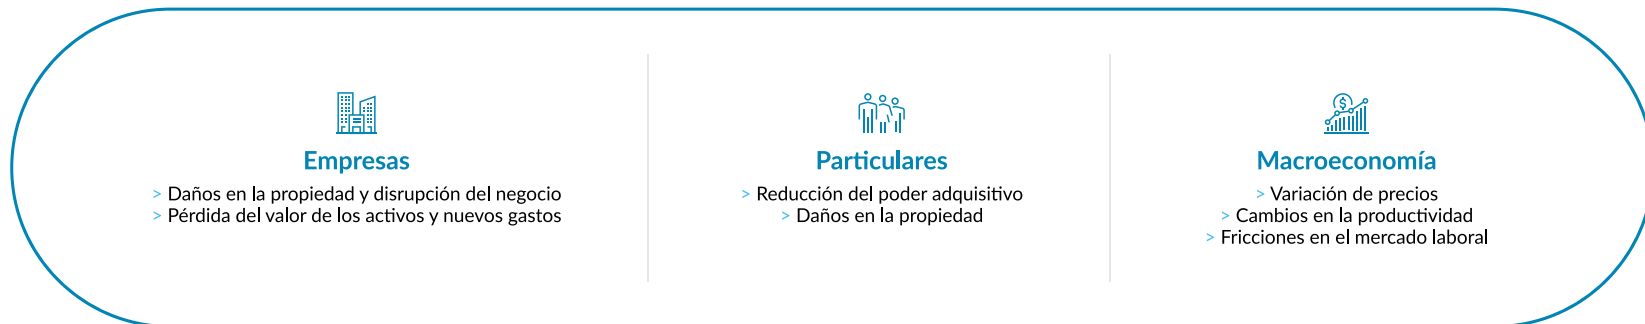 Empresas
> Daños en la propiedad y disrupción del negocio
> Pérdida del valor de los activos y nuevos gastos
Particulares
> Reducción del poder adquisitivo
> Daños en la propiedad
Macroeconomía
> Variación de precios
> Cambios en la productividad
> Fricciones en el mercado laboral